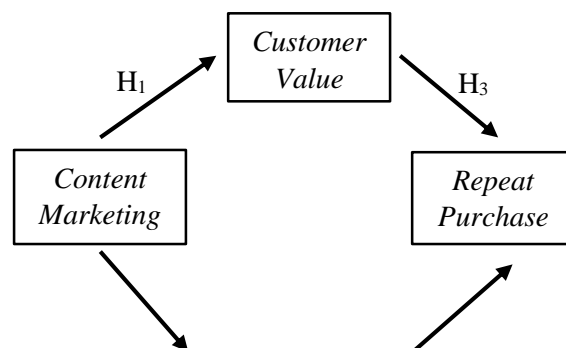 Customer
Value
H₁
H₃
Content
Marketing
Repeat
Purchase